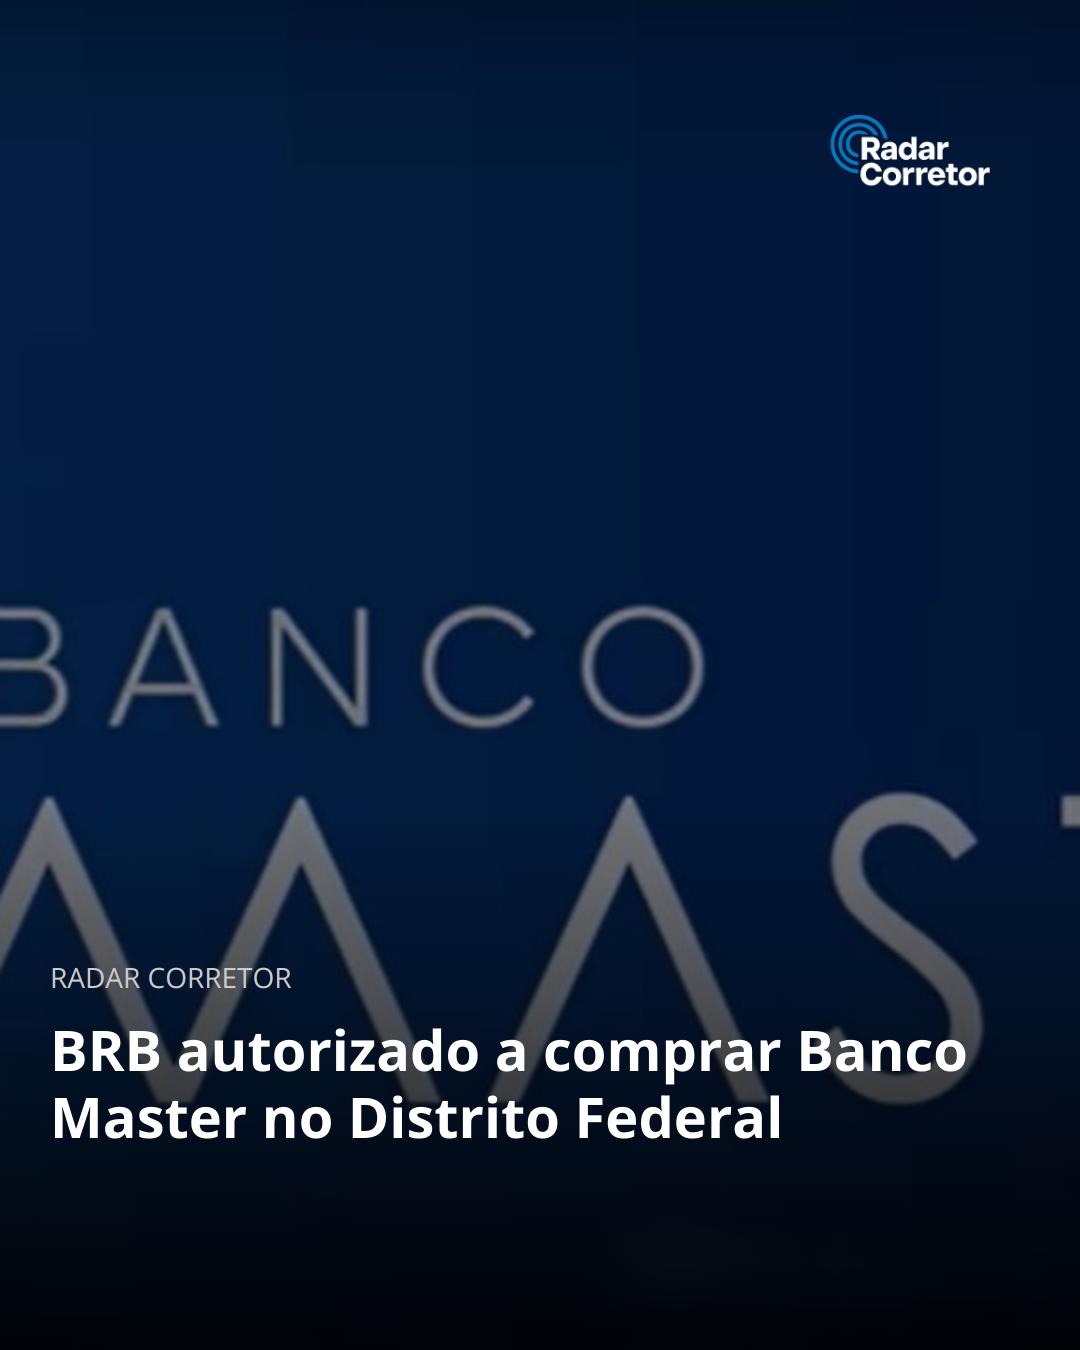 Radar
Corretor
BANCO
MAST
RADAR CORRETOR
BRB autorizado a comprar Banco
Master no Distrito Federal